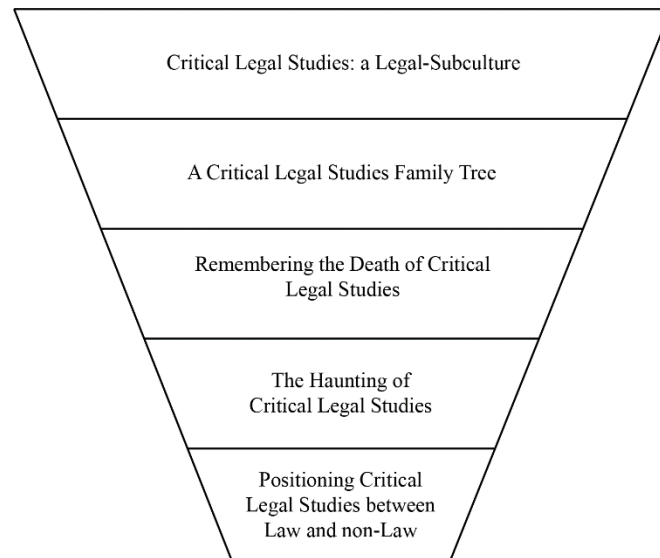 Critical Legal Studies: a Legal-Subculture
A Critical Legal Studies Family Tree
Remembering the Death of Critical
Legal Studies
The Haunting of
Critical Legal Studies
Positioning Critical
Legal Studies between
Law and non-Law